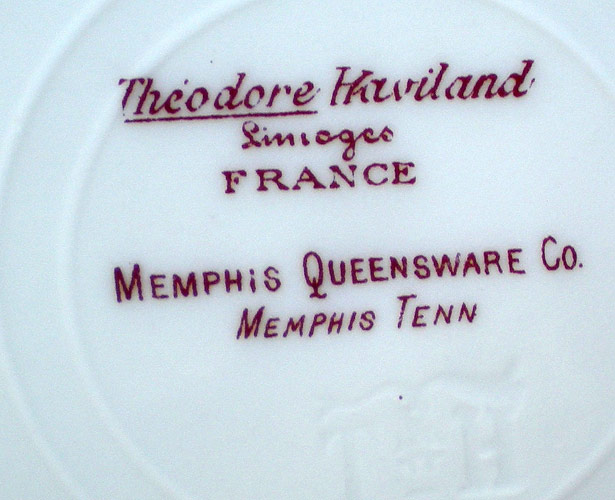 Théodore Haviland
Limoges
FRANCE
MEMPHIS QUEENSWARE CO.
MEMPHIS TENN